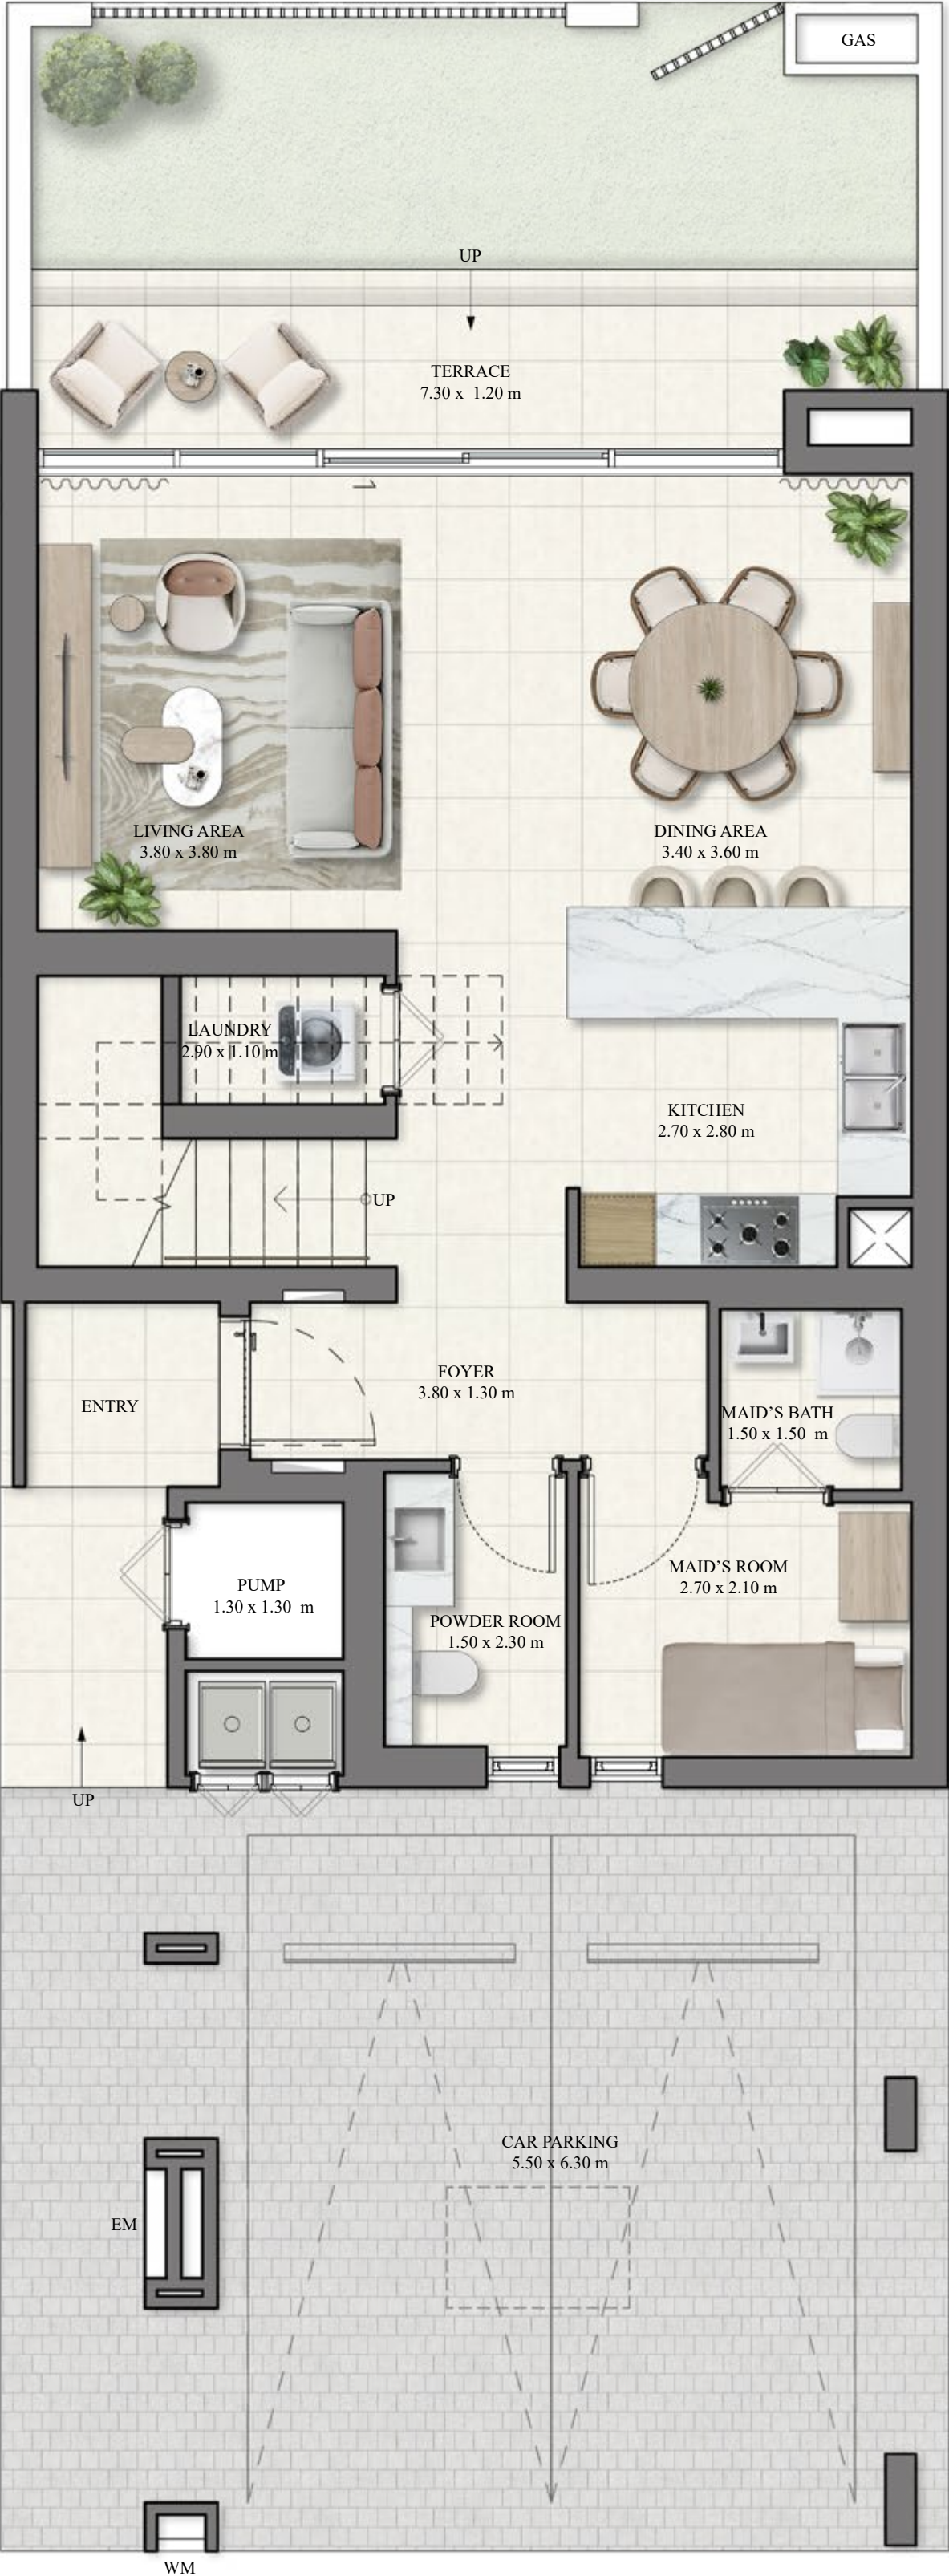 GAS
UP
TERRACE
7.30 x 1.20 m
LIVING AREA
3.80 x 3.80 m
DINING AREA
3.40 x 3.60 m
LAUNDRY
2.90 x 1.10 m
KITCHEN
2.70 x 2.80 m
UP
FOYER
3.80 x 1.30 m
ENTRY
MAID’S BATH
1.50 x 1.50 m
MAID’S ROOM
2.70 x 2.10 m
PUMP
1.30 x 1.30 m
POWDER ROOM
1.50 x 2.30 m
UP
CAR PARKING
5.50 x 6.30 m
EM
WM